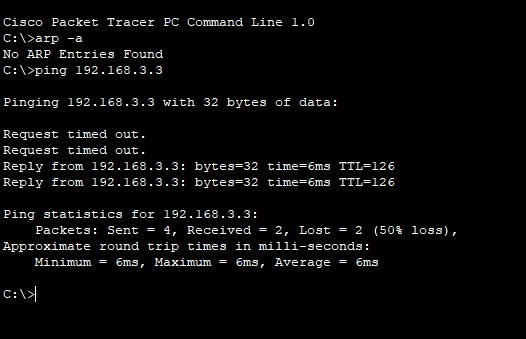 Cisco Packet Tracer PC Command Line 1.0
C:\>arp -a
No ARP Entries Found
C:\>ping 192.168.3.3
Pinging 192.168.3.3 with 32 bytes of data:
Request timed out.
Request timed out.
Reply from 192.168.3.3: bytes=32 time=6ms TTL=126
Reply from 192.168.3.3: bytes=32 time=6ms TTL=126
Ping statistics for 192.168.3.3:
Packets: Sent = 4, Received = 2, Lost = 2 (50% loss),
Approximate round trip times in milli-seconds:
Minimum = 6ms, Maximum = 6ms, Average = 6ms
C:\>